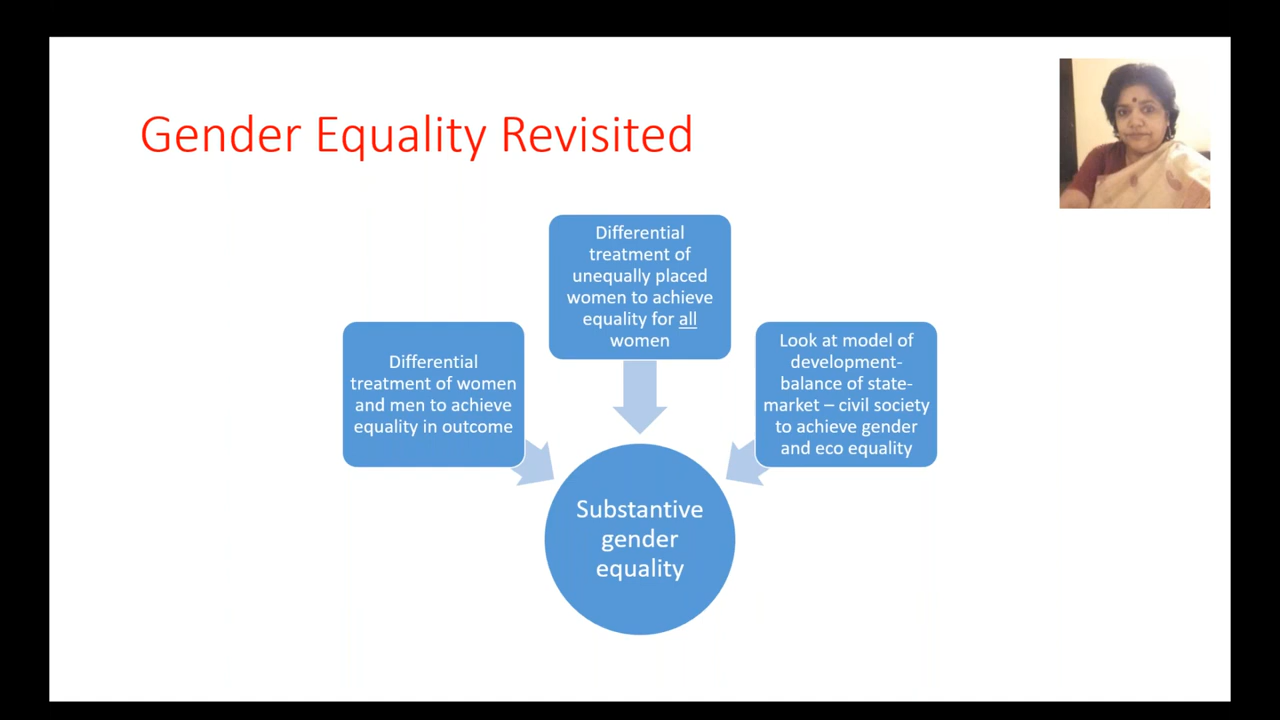 Gender Equality Revisited
Differential
treatment of
unequally placed
women to achieve
equality for all
women
Differential
treatment of women
and men to achieve
equality in outcome
Look at model of
development-
balance of state-
market – civil society
to achieve gender
and eco equality
Substantive
gender
equality